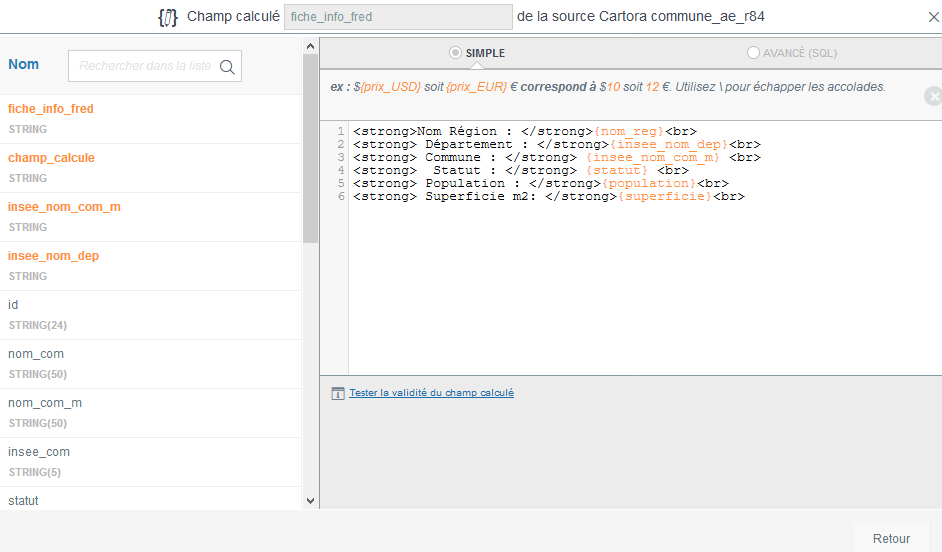 Champ calculé fiche_info_fred de la source Cartora commune_ae_r84
Nom
Rechercher dans la liste
fiche_info_fred
STRING
champ_calcule
STRING
insee_nom_com_m
STRING
insee_nom_dep
STRING
id
STRING(24)
nom_com
STRING(50)
nom_com_m
STRING(50)
insee_com
STRING(5)
statut
SIMPLE
AVANCÉ (SQL)
ex : ${prix_USD} soit {prix_EUR} € correspond à $10 soit 12 €. Utilisez \ pour échapper les accolades.
1 <strong>Nom Région : </strong>{nom_reg}<br>
2 <strong> Département : </strong>{insee_nom_dep}<br>
3 <strong> Commune : </strong> {insee_nom_com_m} <br>
4 <strong>  Statut : </strong> {statut} <br>
5 <strong> Population : </strong>{population}<br>
6 <strong> Superficie m2: </strong>{superficie}<br>
Tester la validité du champ calculé
Retour